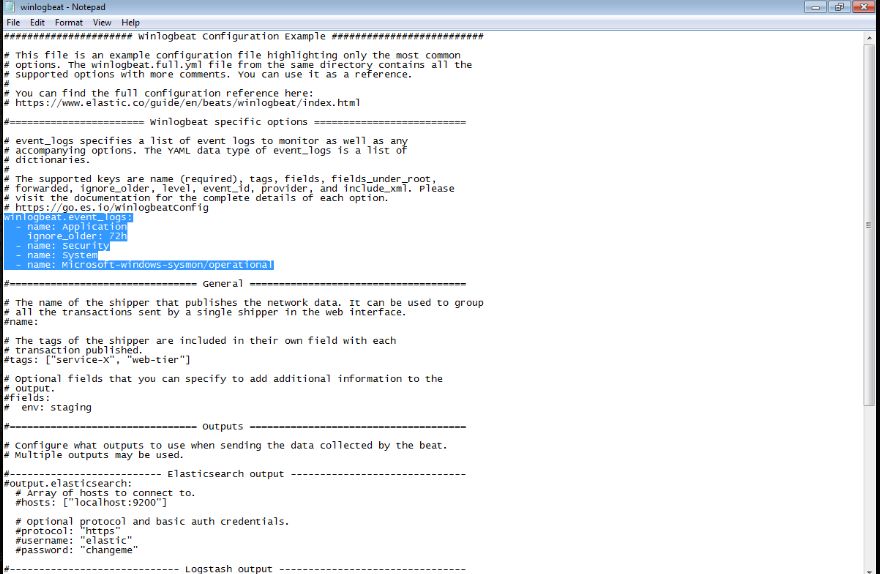 winlogbeat - Notepad
File Edit Format View Help
###################### Winlogbeat Configuration Example ##########################
# This file is an example configuration file highlighting only the most common
# options. The winlogbeat.full.yml file from the same directory contains all the
# supported options with more comments. You can use it as a reference.
#
# You can find the full configuration reference here:
# https://www.elastic.co/guide/en/beats/winlogbeat/index.html
#======================= Winlogbeat specific options ==========================
# event_logs specifies a list of event logs to monitor as well as any
# accompanying options. The YAML data type of event_logs is a list of
# dictionaries.
#
# The supported keys are name (required), tags, fields, fields_under_root,
# forwarded, ignore_older, level, event_id, provider, and include_xml. Please
# visit the documentation for the complete details of each option.
# https://go.es.io/WinlogbeatConfig
winlogbeat.event_logs:
  - name: Application
    ignore_older: 72h
  - name: Security
  - name: System
  - name: Microsoft-windows-sysmon/operational
#================================ General =====================================
# The name of the shipper that publishes the network data. It can be used to group
# all the transactions sent by a single shipper in the web interface.
#name:
# The tags of the shipper are included in their own field with each
# transaction published.
#tags: ["service-X", "web-tier"]
# Optional fields that you can specify to add additional information to the
# output.
#fields:
#  env: staging
#================================ Outputs =====================================
# Configure what outputs to use when sending the data collected by the beat.
# Multiple outputs may be used.
#-------------------------- Elasticsearch output ------------------------------
#output.elasticsearch:
  # Array of hosts to connect to.
  #hosts: ["localhost:9200"]
  # Optional protocol and basic auth credentials.
  #protocol: "https"
  #username: "elastic"
  #password: "changeme"
#----------------------------- Logstash output --------------------------------